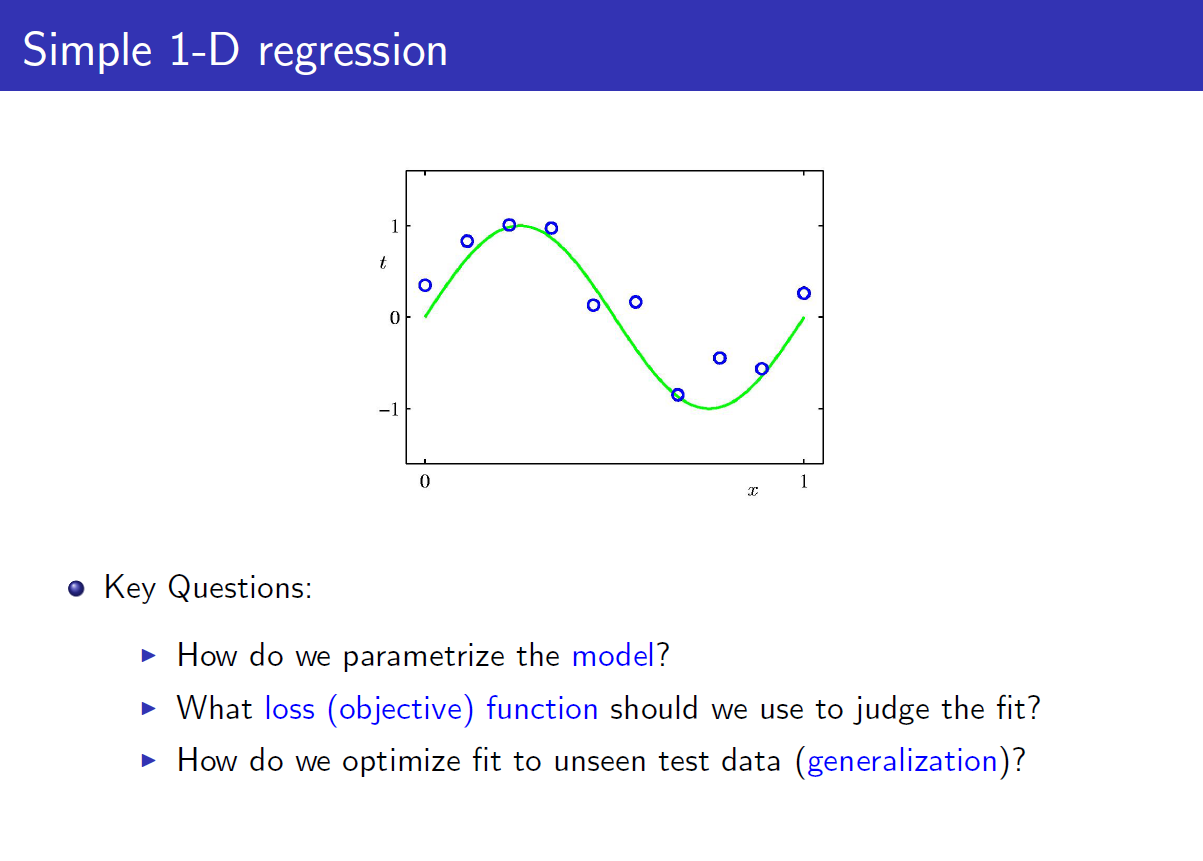 Simple 1-D regression
1
t
0
−1
0
x
1
Key Questions:
How do we parametrize the model?
What loss (objective) function should we use to judge the fit?
How do we optimize fit to unseen test data (generalization)?